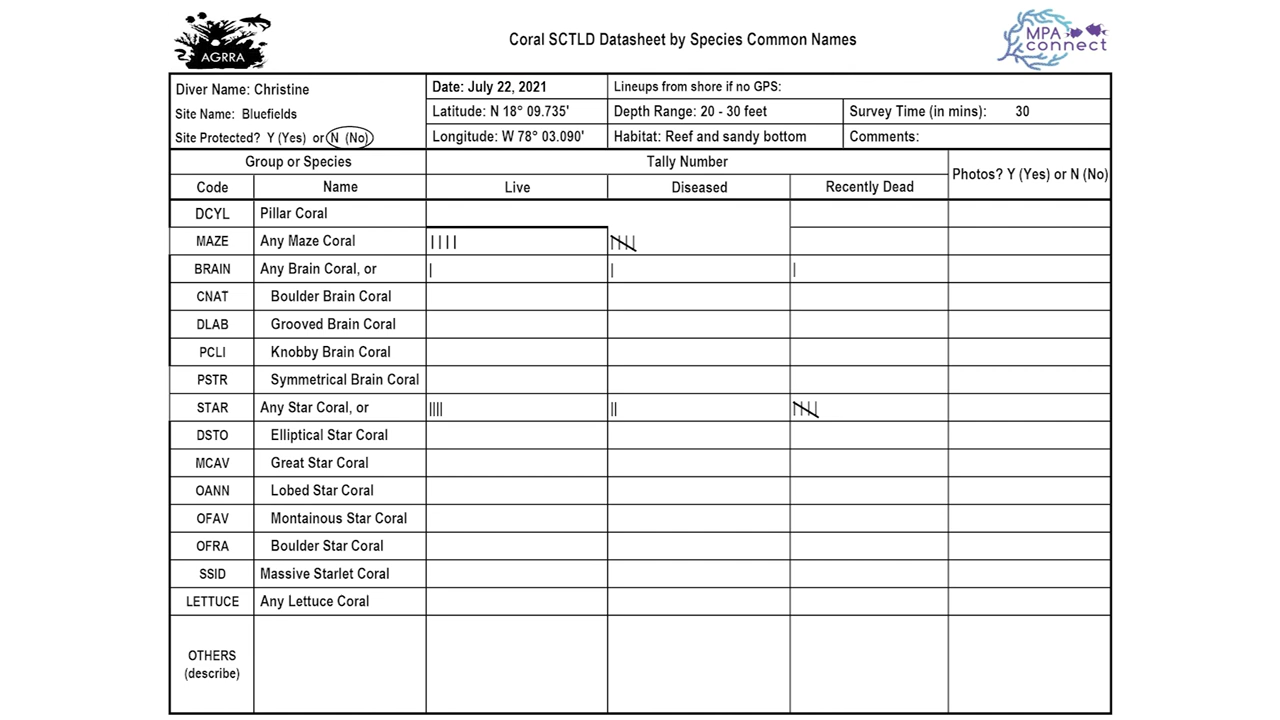 AGRRA
Coral SCTLD Datasheet by Species Common Names
MPA
connect
Diver Name: Christine
Date: July 22, 2021
Lineups from shore if no GPS:
Site Name: Bluefields
Latitude: N 18° 09.735'
Depth Range: 20 - 30 feet
Survey Time (in mins): 30
Site Protected? Y (Yes) or N (No)
Longitude: W 78° 03.090'
Habitat: Reef and sandy bottom
Comments:
Group or Species
Tally Number
Photos? Y (Yes) or N (No)
Code Name Live Diseased Recently Dead
DCYL Pillar Coral
MAZE Any Maze Coral
BRAIN Any Brain Coral, or
CNAT Boulder Brain Coral
DLAB Grooved Brain Coral
PCLI Knobby Brain Coral
PSTR Symmetrical Brain Coral
STAR Any Star Coral, or
DSTO Elliptical Star Coral
MCAV Great Star Coral
OANN Lobed Star Coral
OFAV Montainous Star Coral
OFRA Boulder Star Coral
SSID Massive Starlet Coral
LETTUCE Any Lettuce Coral
OTHERS
(describe)